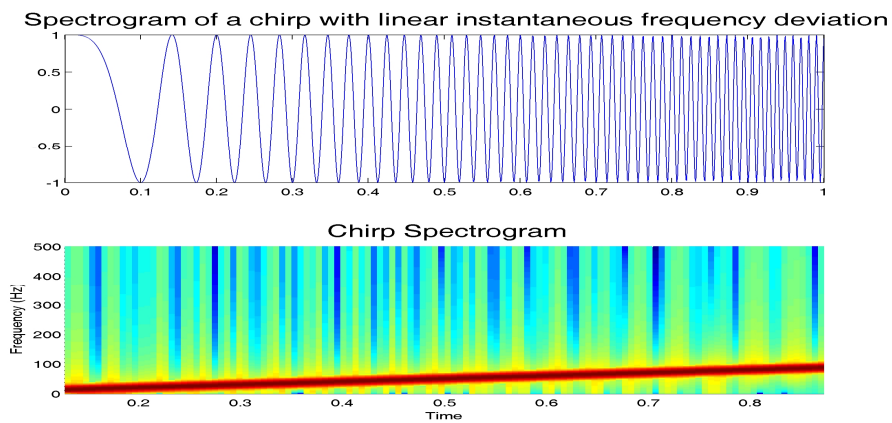 Spectrogram of a chirp with linear instantaneous frequency deviation
1
0.5
0
-0.5
-1
0 0.1 0.2 0.3 0.4 0.5 0.6 0.7 0.8 0.9 1
Chirp Spectrogram
500
400
300
200
100
0
Frequency (Hz)
0.2 0.3 0.4 0.5 0.6 0.7 0.8
Time